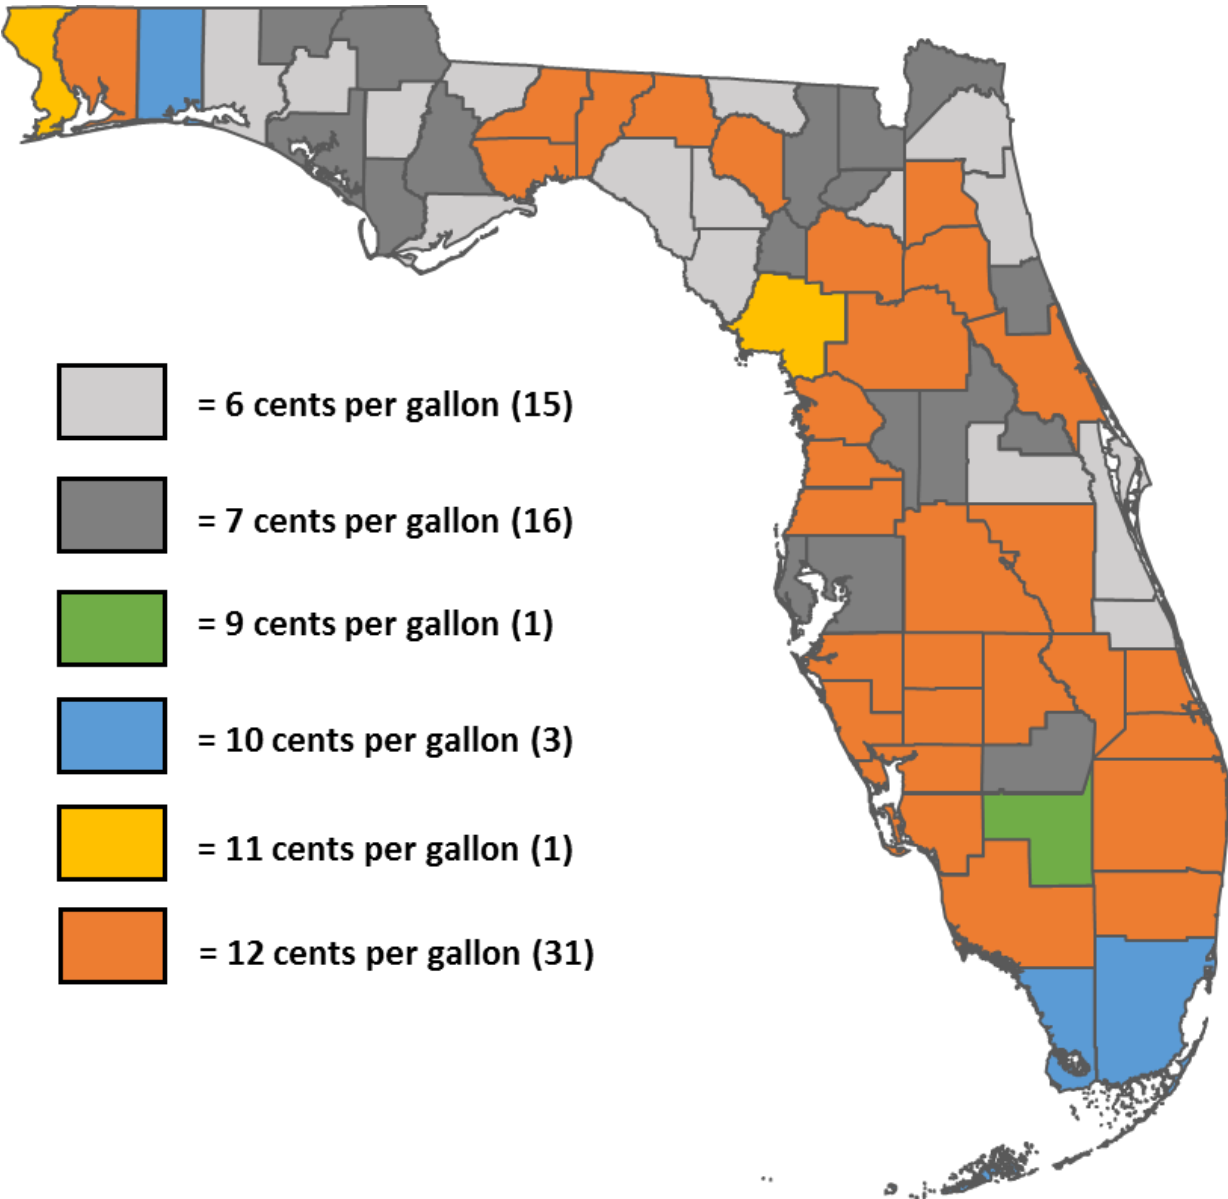 = 6 cents per gallon (15)
= 7 cents per gallon (16)
= 9 cents per gallon (1)
= 10 cents per gallon (3)
= 11 cents per gallon (1)
= 12 cents per gallon (31)